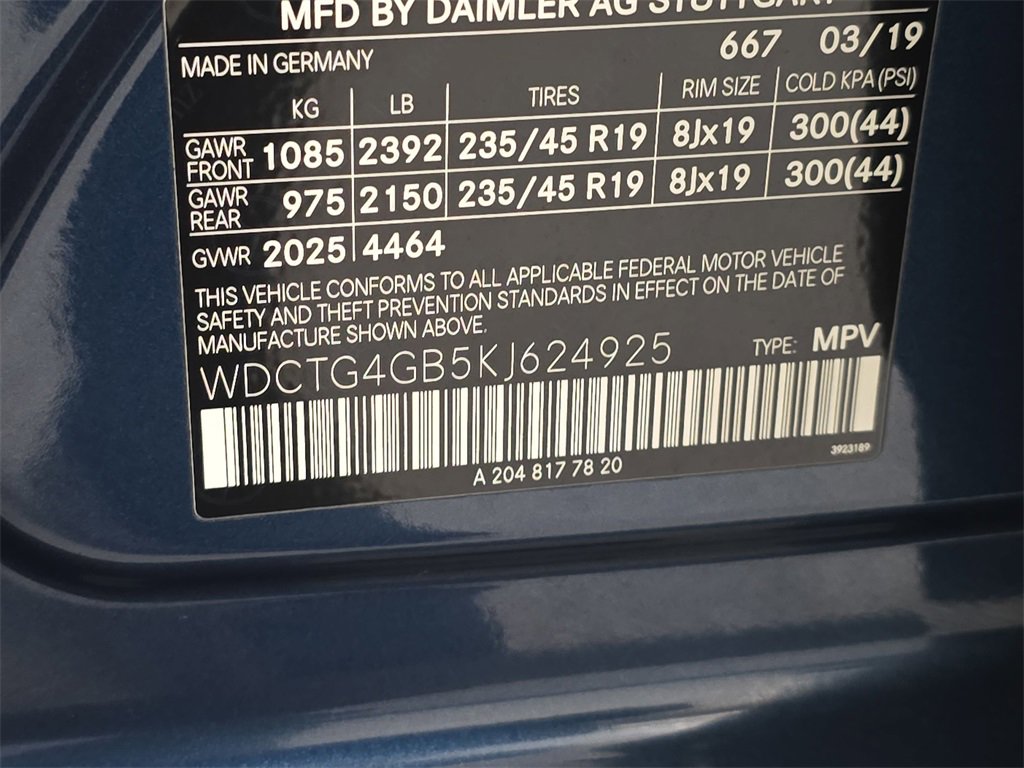 MFD BY DAIMLER AG STUTTGART
667 03/19
MADE IN GERMANY
KG LB TIRES RIM SIZE COLD KPA (PSI)
GAWR FRONT 1085 2392 235/45 R19 8Jx19 300(44)
GAWR REAR 975 2150 235/45 R19 8Jx19 300(44)
GVWR 2025 4464
THIS VEHICLE CONFORMS TO ALL APPLICABLE FEDERAL MOTOR VEHICLE
SAFETY AND THEFT PREVENTION STANDARDS IN EFFECT ON THE DATE OF
MANUFACTURE SHOWN ABOVE.
WDCTG4GB5KJ624925 TYPE: MPV
3923189
A 204 817 78 20